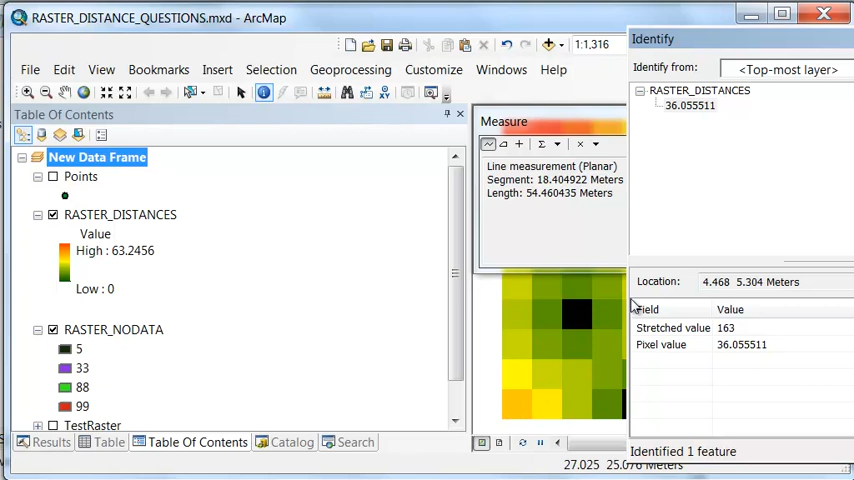 RASTER_DISTANCE_QUESTIONS.mxd - ArcMap
1:1,316
File Edit View Bookmarks Insert Selection Geoprocessing Customize Windows Help
Table Of Contents
New Data Frame
Points
RASTER_DISTANCES
Value
High : 63.2456
Low : 0
RASTER_NODATA
5
33
88
99
TestRaster
Results Table Table Of Contents Catalog Search
Measure
Line measurement (Planar)
Segment: 18.404922 Meters
Length: 54.460435 Meters
27.025 25.076 Meters
Identify
Identify from: <Top-most layer>
RASTER_DISTANCES
36.055511
Location: 4.468 5.304 Meters
Field Value
Stretched value 163
Pixel value 36.055511
Identified 1 feature